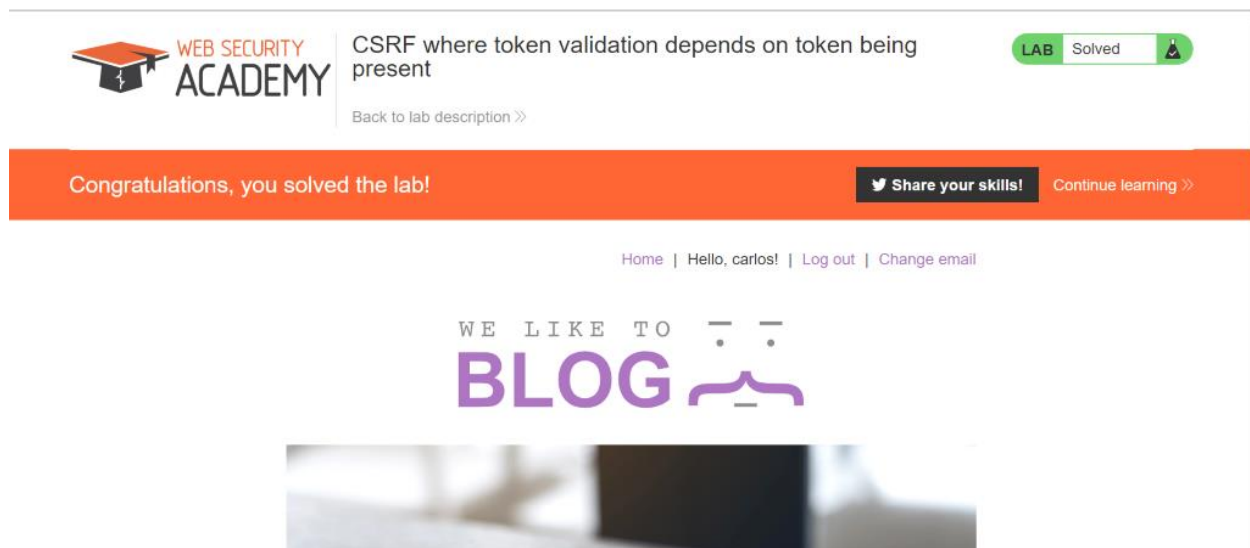 WEB SECURITY
ACADEMY
CSRF where token validation depends on token being
present
Back to lab description
LAB Solved
Congratulations, you solved the lab!
Share your skills! Continue learning
Home | Hello, carlos! | Log out | Change email
WE LIKE TO
BLOG